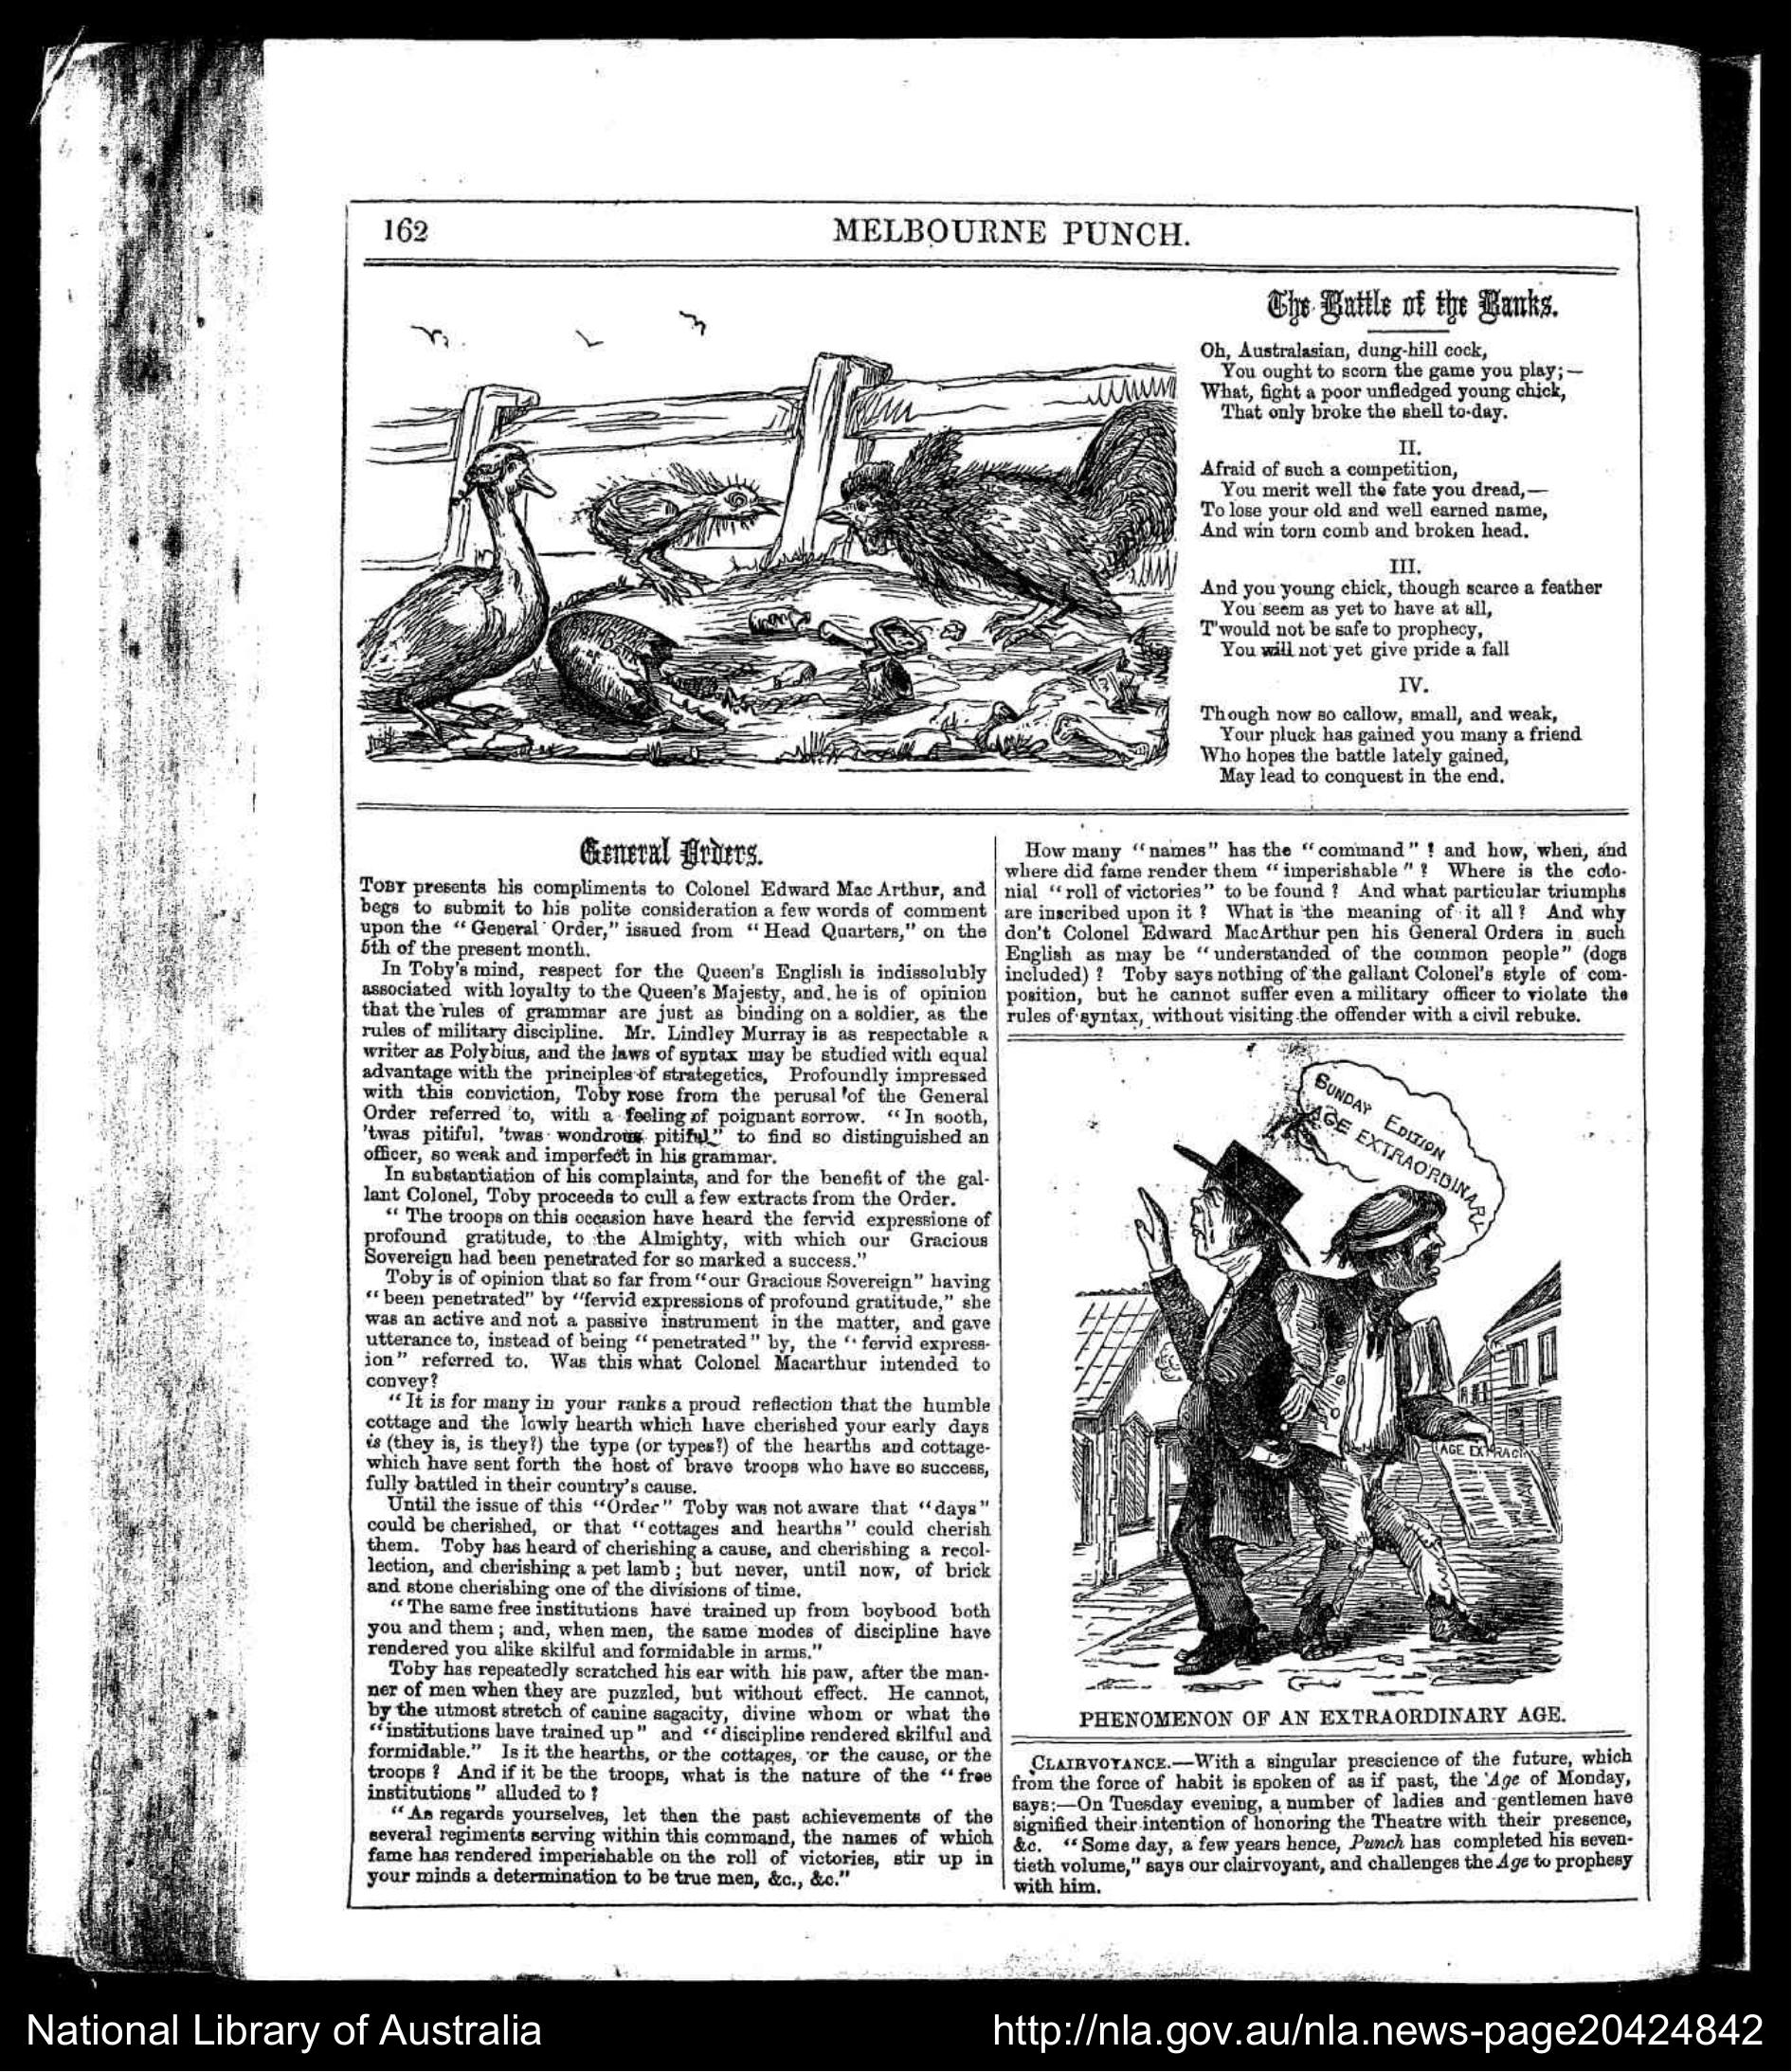 162
MELBOURNE PUNCH.
The Battle of the Banks.
Oh, Australasian, dung-hill cock,
You ought to scorn the game you play;—
What, fight a poor unfledged young chick,
That only broke the shell to-day.
II.
Afraid of such a competition,
You merit well the fate you dread,—
To lose your old and well earned name,
And win torn comb and broken head.
III.
And you young chick, though scarce a feather
You seem as yet to have at all,
T'would not be safe to prophecy,
You will not yet give pride a fall
IV.
Though now so callow, small, and weak,
Your pluck has gained you many a friend
Who hopes the battle lately gained,
May lead to conquest in the end.
Bank
of
General Orders.
TOBY presents his compliments to Colonel Edward Mac Arthur, and
begs to submit to his polite consideration a few words of comment
upon the "General Order," issued from "Head Quarters," on the
5th of the present month.
In Toby's mind, respect for the Queen's English is indissolubly
associated with loyalty to the Queen's Majesty, and he is of opinion
that the rules of grammar are just as binding on a soldier, as the
rules of military discipline. Mr. Lindley Murray is as respectable a
writer as Polybius, and the laws of syntax may be studied with equal
advantage with the principles of strategetics, Profoundly impressed
with this conviction, Toby rose from the perusal of the General
Order referred to, with a feeling of poignant sorrow. "In sooth,
'twas pitiful, 'twas wondrous pitiful" to find so distinguished an
officer, so weak and imperfect in his grammar.
In substantiation of his complaints, and for the benefit of the gal-
lant Colonel, Toby proceeds to cull a few extracts from the Order.
"The troops on this occasion have heard the fervid expressions of
profound gratitude, to the Almighty, with which our Gracious
Sovereign had been penetrated for so marked a success."
Toby is of opinion that so far from "our Gracious Sovereign" having
"been penetrated" by "fervid expressions of profound gratitude," she
was an active and not a passive instrument in the matter, and gave
utterance to, instead of being "penetrated" by, the "fervid express-
ion" referred to. Was this what Colonel Macarthur intended to
convey?
"It is for many in your ranks a proud reflection that the humble
cottage and the lowly hearth which have cherished your early days
is (they is, is they?) the type (or types?) of the hearths and cottage-
which have sent forth the host of brave troops who have so success,
fully battled in their country's cause.
Until the issue of this "Order" Toby was not aware that "days"
could be cherished, or that "cottages and hearths" could cherish
them. Toby has heard of cherishing a cause, and cherishing a recol-
lection, and cherishing a pet lamb; but never, until now, of brick
and stone cherishing one of the divisions of time.
"The same free institutions have trained up from boyhood both
you and them; and, when men, the same modes of discipline have
rendered you alike skilful and formidable in arms."
Toby has repeatedly scratched his ear with his paw, after the man-
ner of men when they are puzzled, but without effect. He cannot,
by the utmost stretch of canine sagacity, divine whom or what the
"institutions have trained up" and "discipline rendered skilful and
formidable." Is it the hearths, or the cottages, or the cause, or the
troops? And if it be the troops, what is the nature of the "free
institutions" alluded to?
"As regards yourselves, let then the past achievements of the
several regiments serving within this command, the names of which
fame has rendered imperishable on the roll of victories, stir up in
your minds a determination to be true men, &c., &c."
How many "names" has the "command"? and how, when, and
where did fame render them "imperishable"? Where is the colo-
nial "roll of victories" to be found? And what particular triumphs
are inscribed upon it? What is the meaning of it all? And why
don't Colonel Edward MacArthur pen his General Orders in such
English as may be "understanded of the common people" (dogs
included)? Toby says nothing of the gallant Colonel's style of com-
position, but he cannot suffer even a military officer to violate the
rules of syntax, without visiting the offender with a civil rebuke.
SUNDAY EDITION
AGE EXTRAORDINARY
AGE EXTRAC
PHENOMENON OF AN EXTRAORDINARY AGE.
CLAIRVOYANCE.—With a singular prescience of the future, which
from the force of habit is spoken of as if past, the Age of Monday,
says:—On Tuesday evening, a number of ladies and gentlemen have
signified their intention of honoring the Theatre with their presence,
&c. "Some day, a few years hence, Punch has completed his seven-
tieth volume," says our clairvoyant, and challenges the Age to prophesy
with him.
National Library of Australia
http://nla.gov.au/nla.news-page20424842